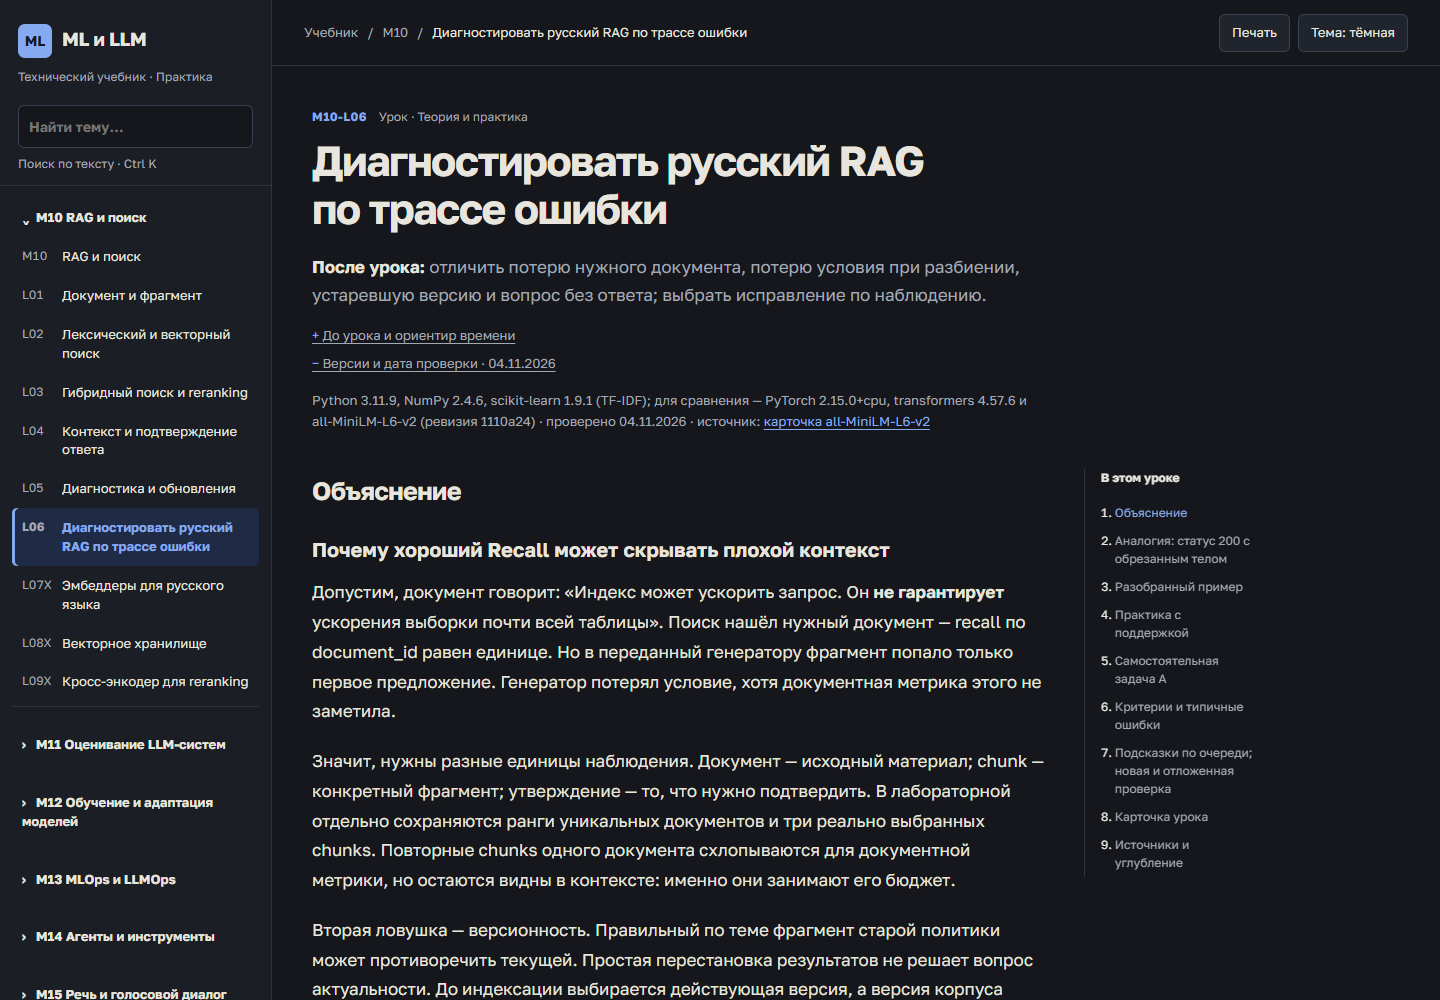 ML ML и LLM
Технический учебник · Практика
Найти тему...
Поиск по тексту · Ctrl K
M10 RAG и поиск
M10 RAG и поиск
L01 Документ и фрагмент
L02 Лексический и векторный
поиск
L03 Гибридный поиск и reranking
L04 Контекст и подтверждение
ответа
L05 Диагностика и обновления
L06 Диагностировать русский
RAG по трассе ошибки
L07X Эмбеддеры для русского
языка
L08X Векторное хранилище
L09X Кросс-энкодер для reranking
› M11 Оценивание LLM-систем
› M12 Обучение и адаптация
моделей
› M13 MLOps и LLMOps
› M14 Агенты и инструменты
› M15 Речь и голосовой диалог
Учебник / M10 / Диагностировать русский RAG по трассе ошибки
Печать
Тема: тёмная
M10-L06 Урок · Теория и практика
Диагностировать русский RAG
по трассе ошибки
После урока: отличить потерю нужного документа, потерю условия при разбиении,
устаревшую версию и вопрос без ответа; выбрать исправление по наблюдению.
+ До урока и ориентир времени
− Версии и дата проверки · 04.11.2026
Python 3.11.9, NumPy 2.4.6, scikit-learn 1.9.1 (TF-IDF); для сравнения — PyTorch 2.15.0+cpu, transformers 4.57.6 и
all-MiniLM-L6-v2 (ревизия 1110a24) · проверено 04.11.2026 · источник: карточка all-MiniLM-L6-v2
Объяснение
Почему хороший Recall может скрывать плохой контекст
Допустим, документ говорит: «Индекс может ускорить запрос. Он не гарантирует
ускорения выборки почти всей таблицы». Поиск нашёл нужный документ — recall по
document_id равен единице. Но в переданный генератору фрагмент попало только
первое предложение. Генератор потерял условие, хотя документная метрика этого не
заметила.
Значит, нужны разные единицы наблюдения. Документ — исходный материал; chunk —
конкретный фрагмент; утверждение — то, что нужно подтвердить. В лабораторной
отдельно сохраняются ранги уникальных документов и три реально выбранных
chunks. Повторные chunks одного документа схлопываются для документной
метрики, но остаются видны в контексте: именно они занимают его бюджет.
Вторая ловушка — версионность. Правильный по теме фрагмент старой политики
может противоречить текущей. Простая перестановка результатов не решает вопрос
актуальности. До индексации выбирается действующая версия, а версия корпуса
В этом уроке
1. Объяснение
2. Аналогия: статус 200 с
обрезанным телом
3. Разобранный пример
4. Практика с
поддержкой
5. Самостоятельная
задача A
6. Критерии и типичные
ошибки
7. Подсказки по очереди;
новая и отложенная
проверка
8. Карточка урока
9. Источники и
углубление